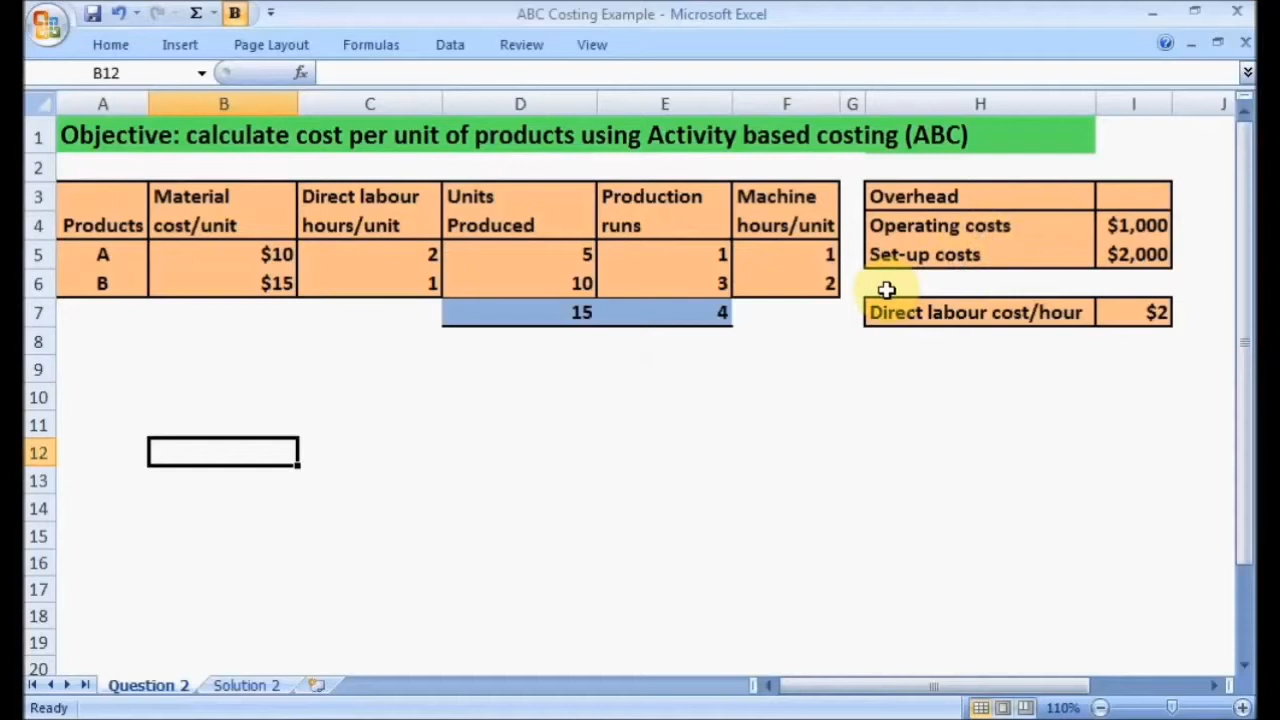 ABC Costing Example - Microsoft Excel
Home Insert Page Layout Formulas Data Review View
B12 fx
A B C D E F G H I J
1 Objective: calculate cost per unit of products using Activity based costing (ABC)
2
3 Material Direct labour Units Production Machine Overhead
4 Products cost/unit hours/unit Produced runs hours/unit Operating costs $1,000
5 A $10 2 5 1 1 Set-up costs $2,000
6 B $15 1 10 3 2
7 15 4 Direct labour cost/hour $2
8
9
10
11
12
13
14
15
16
17
18
19
20
Question 2 Solution 2
Ready 110%